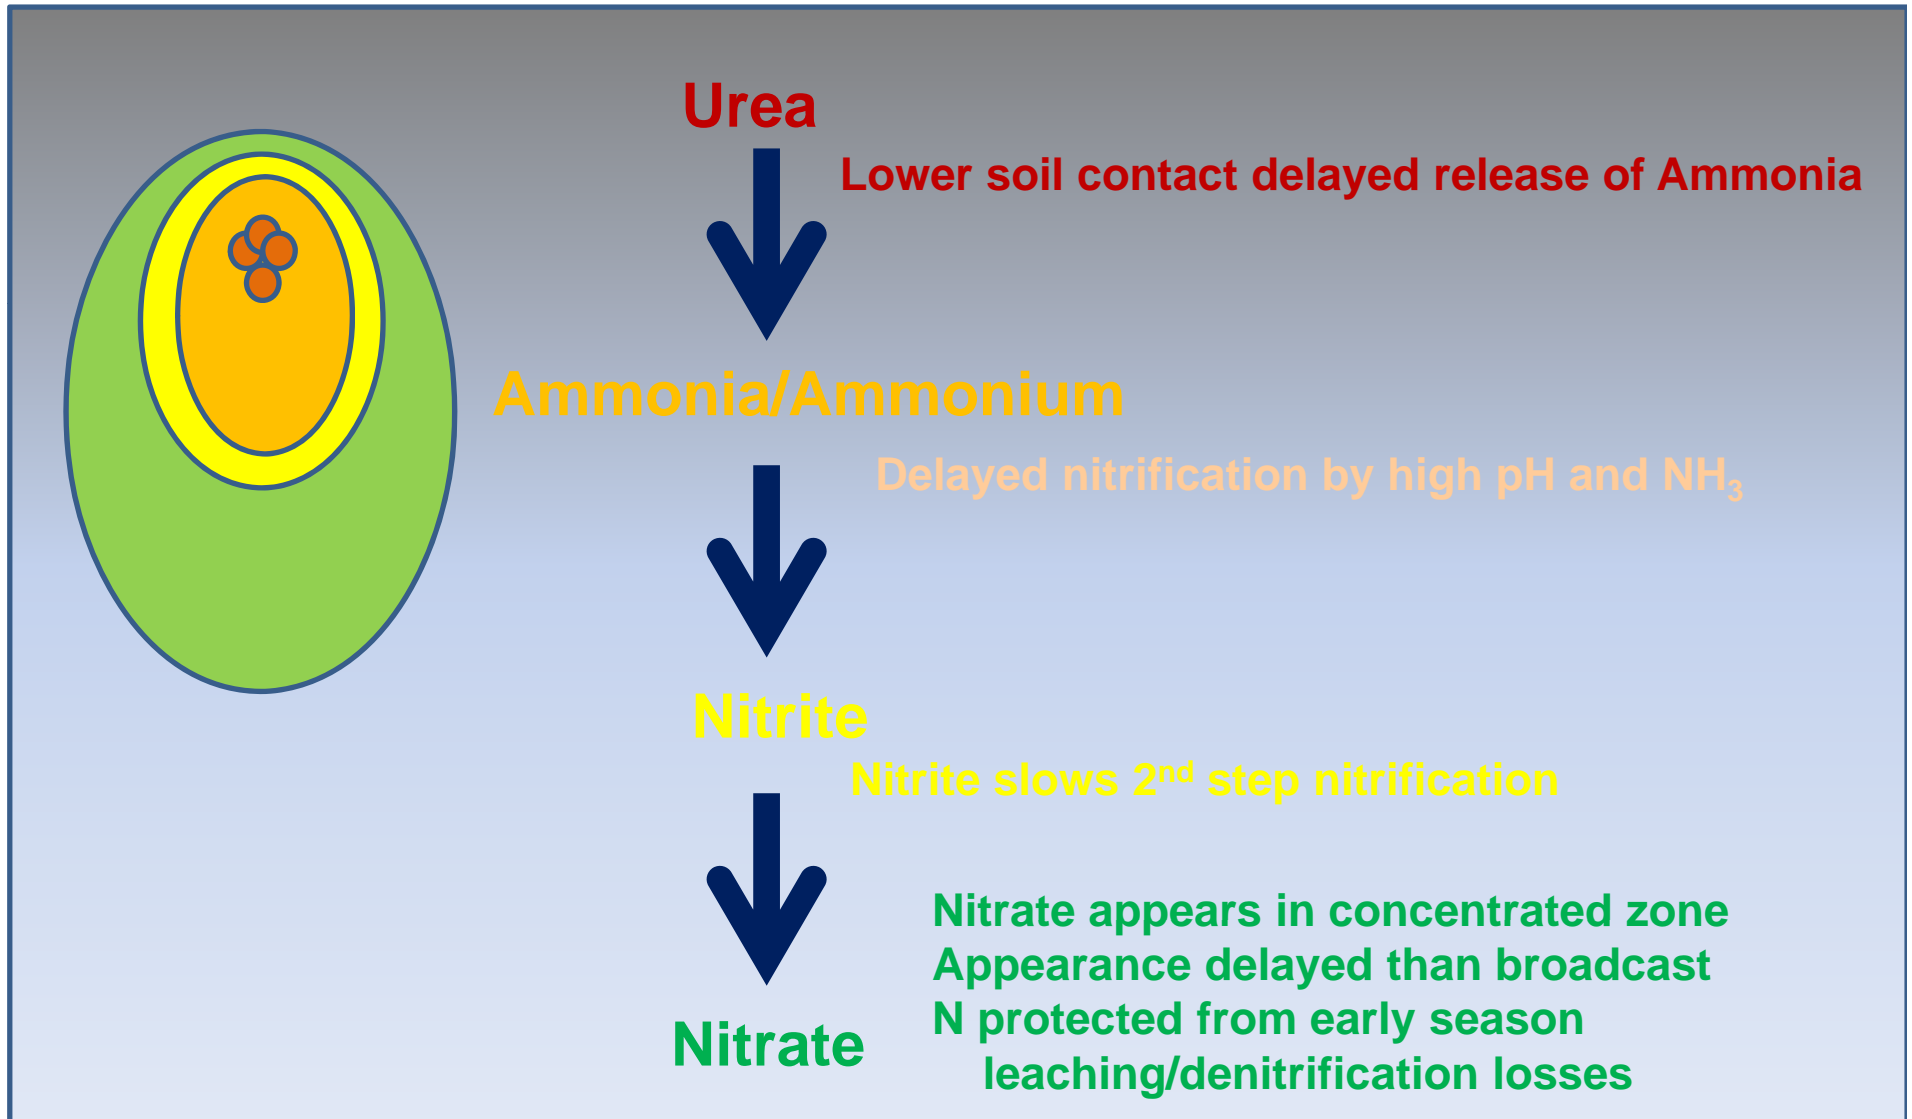 Urea
Lower soil contact delayed release of Ammonia
Ammonia/Ammonium
Delayed nitrification by high pH and NH₃
Nitrite
Nitrite slows 2ⁿᵈ step nitrification
Nitrate appears in concentrated zone
Appearance delayed than broadcast
N protected from early season
leaching/denitrification losses
Nitrate